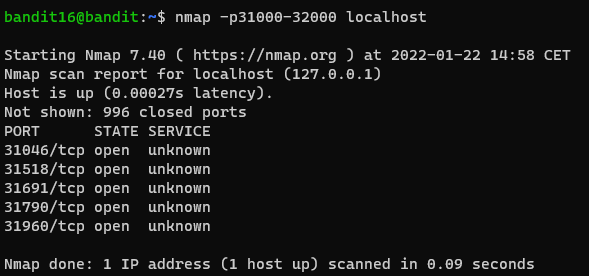 bandit16@bandit:~$ nmap -p31000-32000 localhost
Starting Nmap 7.40 ( https://nmap.org ) at 2022-01-22 14:58 CET
Nmap scan report for localhost (127.0.0.1)
Host is up (0.00027s latency).
Not shown: 996 closed ports
PORT      STATE SERVICE
31046/tcp open  unknown
31518/tcp open  unknown
31691/tcp open  unknown
31790/tcp open  unknown
31960/tcp open  unknown
Nmap done: 1 IP address (1 host up) scanned in 0.09 seconds